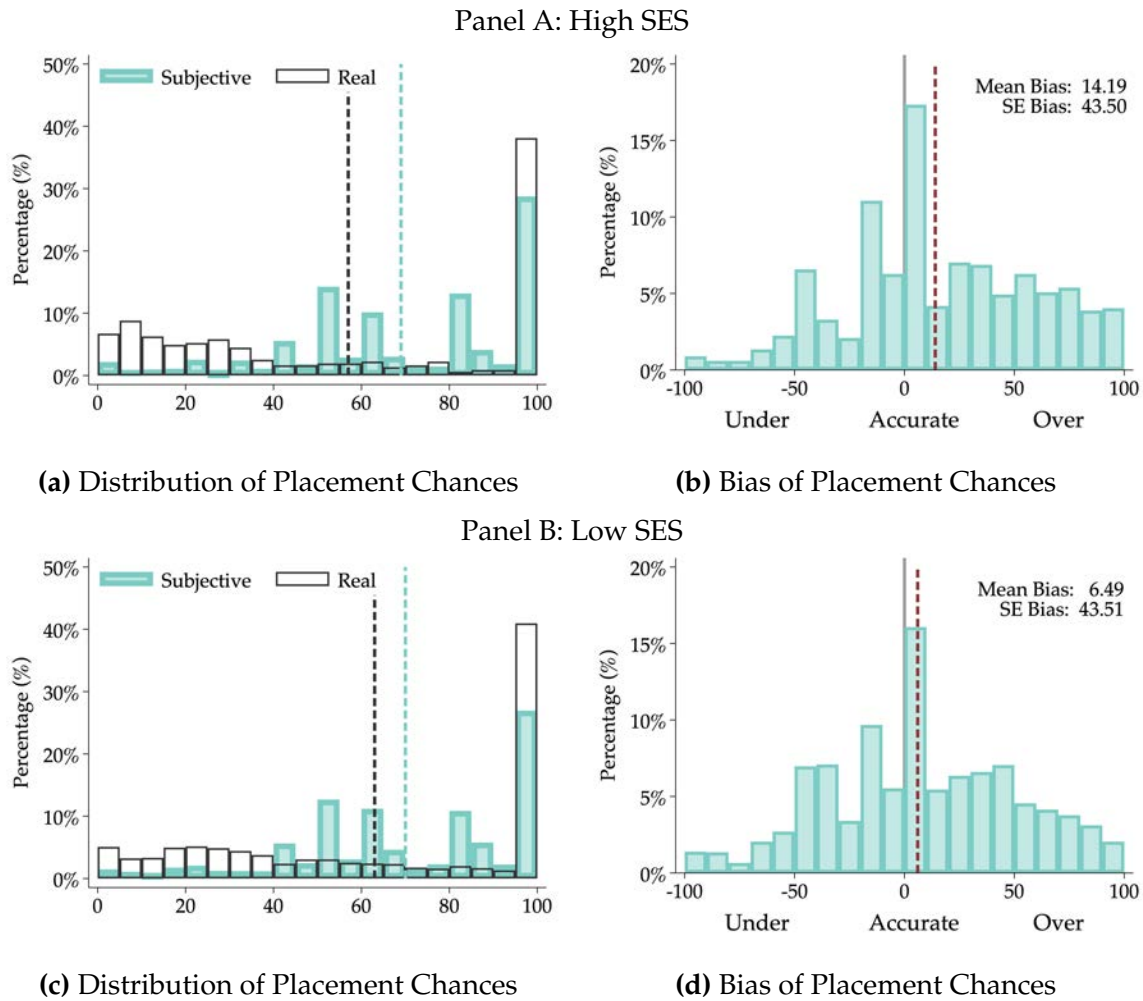 Panel A: High SES
Subjective Real
Percentage (%)
50%
40%
30%
20%
10%
0%
0 20 40 60 80 100
(a) Distribution of Placement Chances
Mean Bias: 14.19
SE Bias: 43.50
Percentage (%)
20%
15%
10%
5%
0%
-100 -50 0 50 100
Under Accurate Over
(b) Bias of Placement Chances
Panel B: Low SES
Subjective Real
Percentage (%)
50%
40%
30%
20%
10%
0%
0 20 40 60 80 100
(c) Distribution of Placement Chances
Mean Bias: 6.49
SE Bias: 43.51
Percentage (%)
20%
15%
10%
5%
0%
-100 -50 0 50 100
Under Accurate Over
(d) Bias of Placement Chances